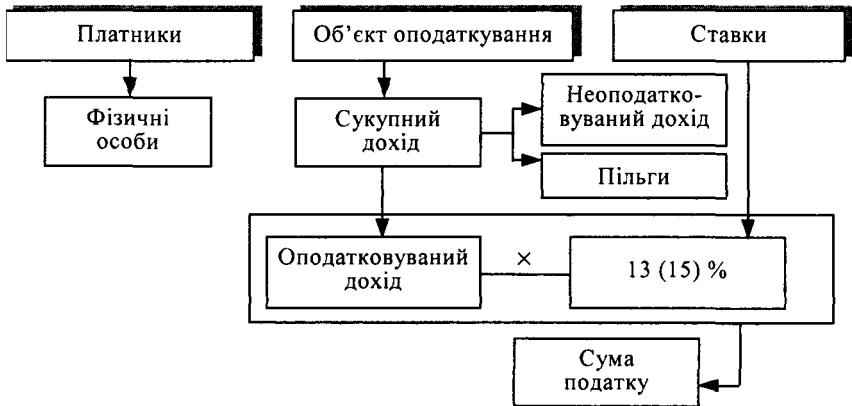 Платники
Об’єкт оподаткування
Ставки
Фізичні
особи
Сукупний
дохід
Неоподатко-
вуваний дохід
Пільги
Оподатковуваний
дохід
×
13 (15) %
Сума
податку